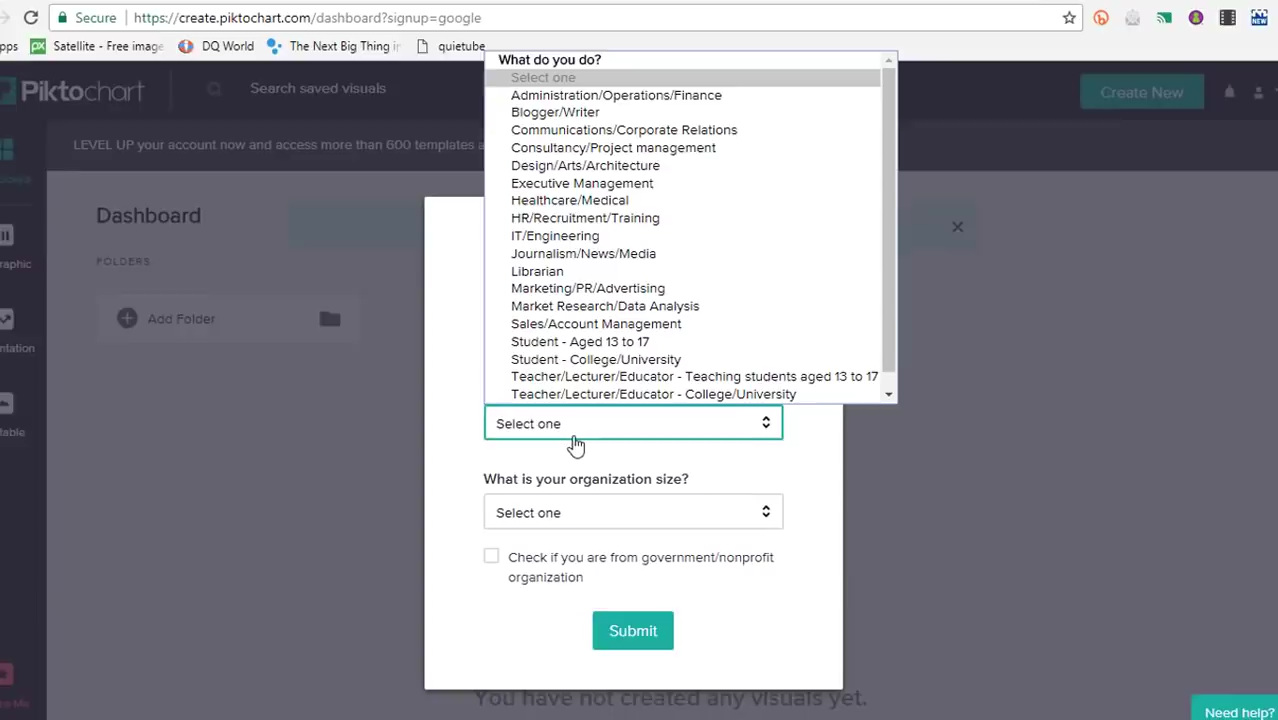 Secure https://create.piktochart.com/dashboard?signup=google
pps Satellite - Free image DQ World The Next Big Thing i quietube
Piktochart Search saved visuals Create New
LEVEL UP your account now and access more than 600 templates a
Dashboard
FOLDERS
Add Folder
raphic
ntation
table
What do you do?
Select one
Administration/Operations/Finance
Blogger/Writer
Communications/Corporate Relations
Consultancy/Project management
Design/Arts/Architecture
Executive Management
Healthcare/Medical
HR/Recruitment/Training
IT/Engineering
Journalism/News/Media
Librarian
Marketing/PR/Advertising
Market Research/Data Analysis
Sales/Account Management
Student - Aged 13 to 17
Student - College/University
Teacher/Lecturer/Educator - Teaching students aged 13 to 17
Teacher/Lecturer/Educator - College/University
Select one
What is your organization size?
Select one
Check if you are from government/nonprofit
organization
Submit
You have not created any visuals yet.
Need help?